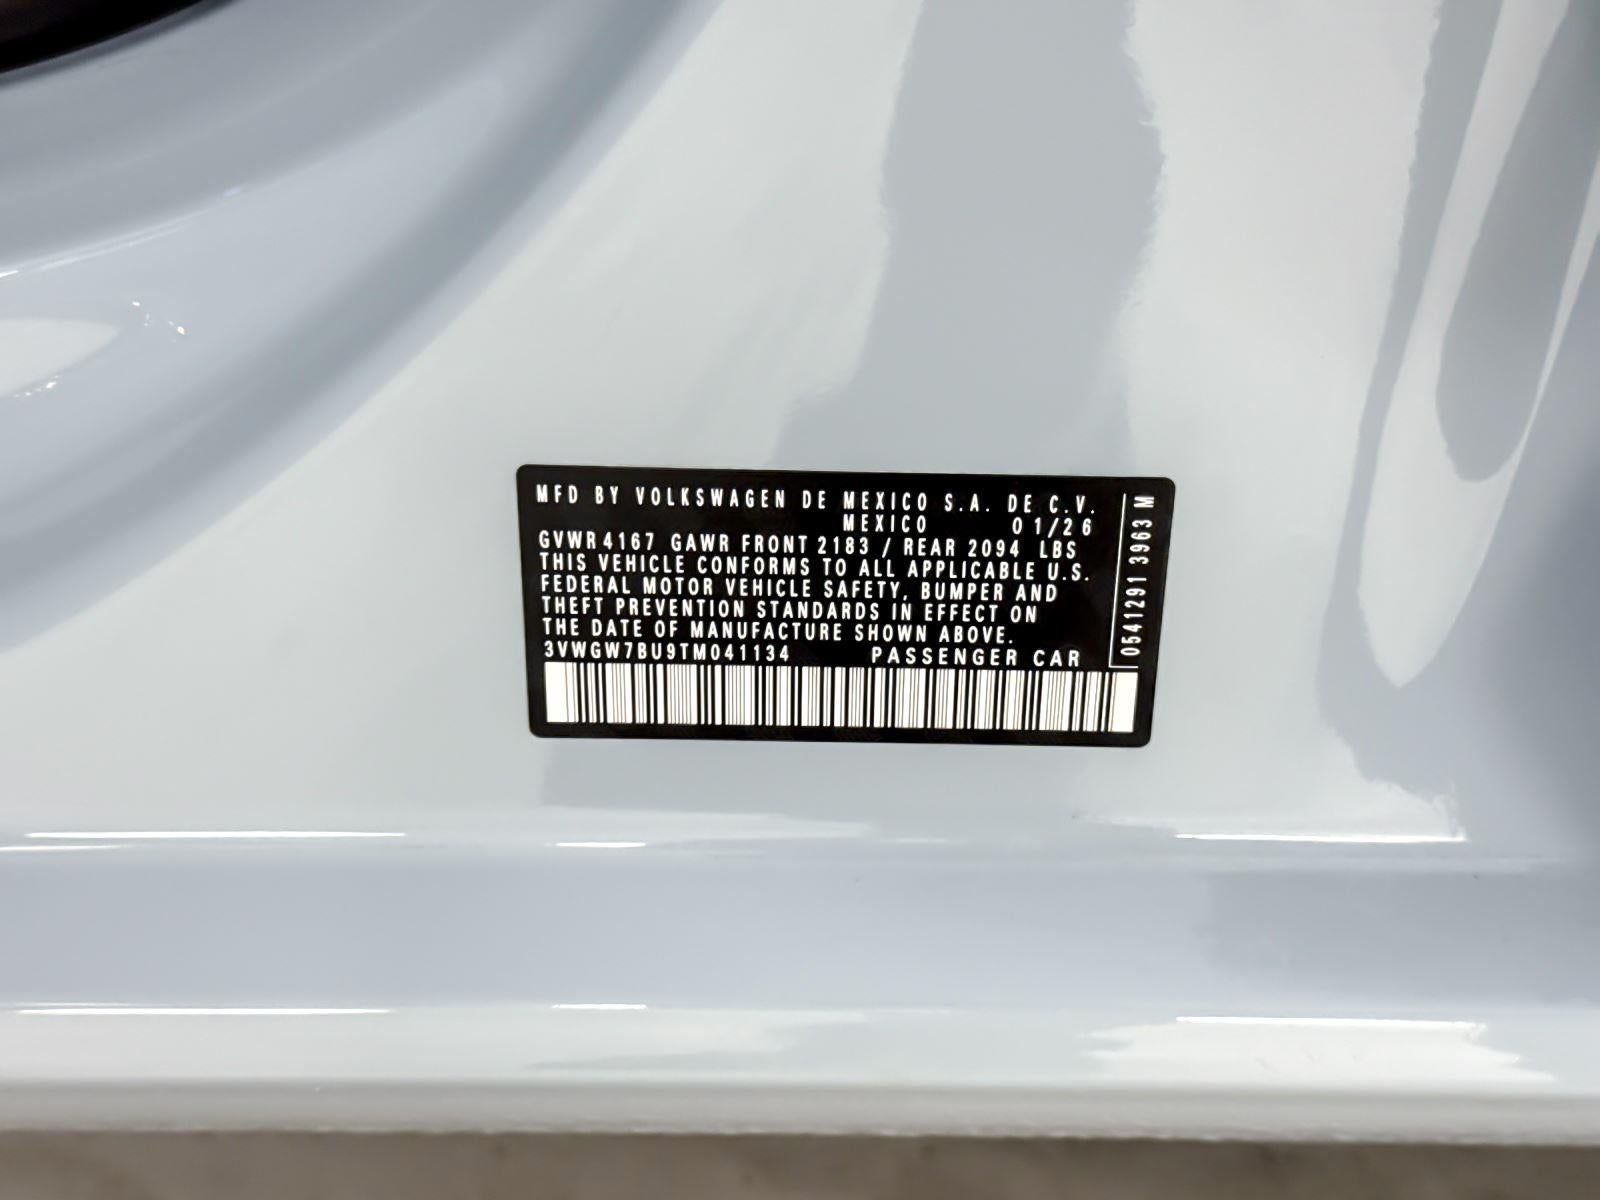 MFD BY VOLKSWAGEN DE MEXICO S.A. DE C.V.
MEXICO 01/26
GVWR 4167 GAWR FRONT 2183 / REAR 2094 LBS
THIS VEHICLE CONFORMS TO ALL APPLICABLE U.S.
FEDERAL MOTOR VEHICLE SAFETY, BUMPER AND
THEFT PREVENTION STANDARDS IN EFFECT ON
THE DATE OF MANUFACTURE SHOWN ABOVE.
3VWGW7BU9TM041134 PASSENGER CAR
0541291 3963 M